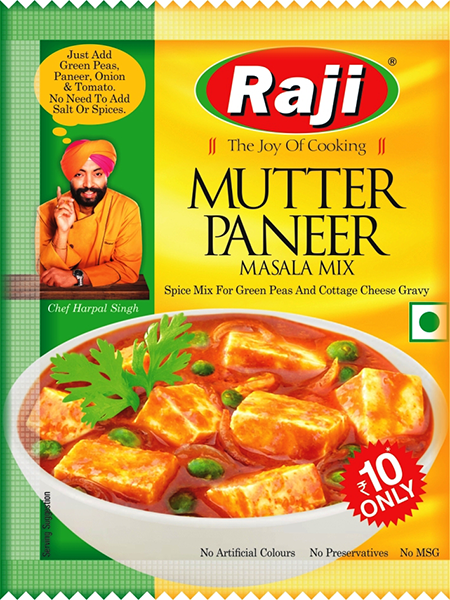 Just Add
Green Peas,
Paneer, Onion
& Tomato.
No Need To Add
Salt Or Spices.
Raji®
The Joy Of Cooking
MUTTER
PANEER
MASALA MIX
Spice Mix For Green Peas And Cottage Cheese Gravy
Chef Harpal Singh
₹10
ONLY
Serving Suggestion
No Artificial Colours No Preservatives No MSG